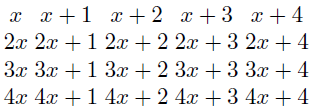 x x + 1 x + 2 x + 3 x + 4
2x 2x + 1 2x + 2 2x + 3 2x + 4
3x 3x + 1 3x + 2 3x + 3 3x + 4
4x 4x + 1 4x + 2 4x + 3 4x + 4